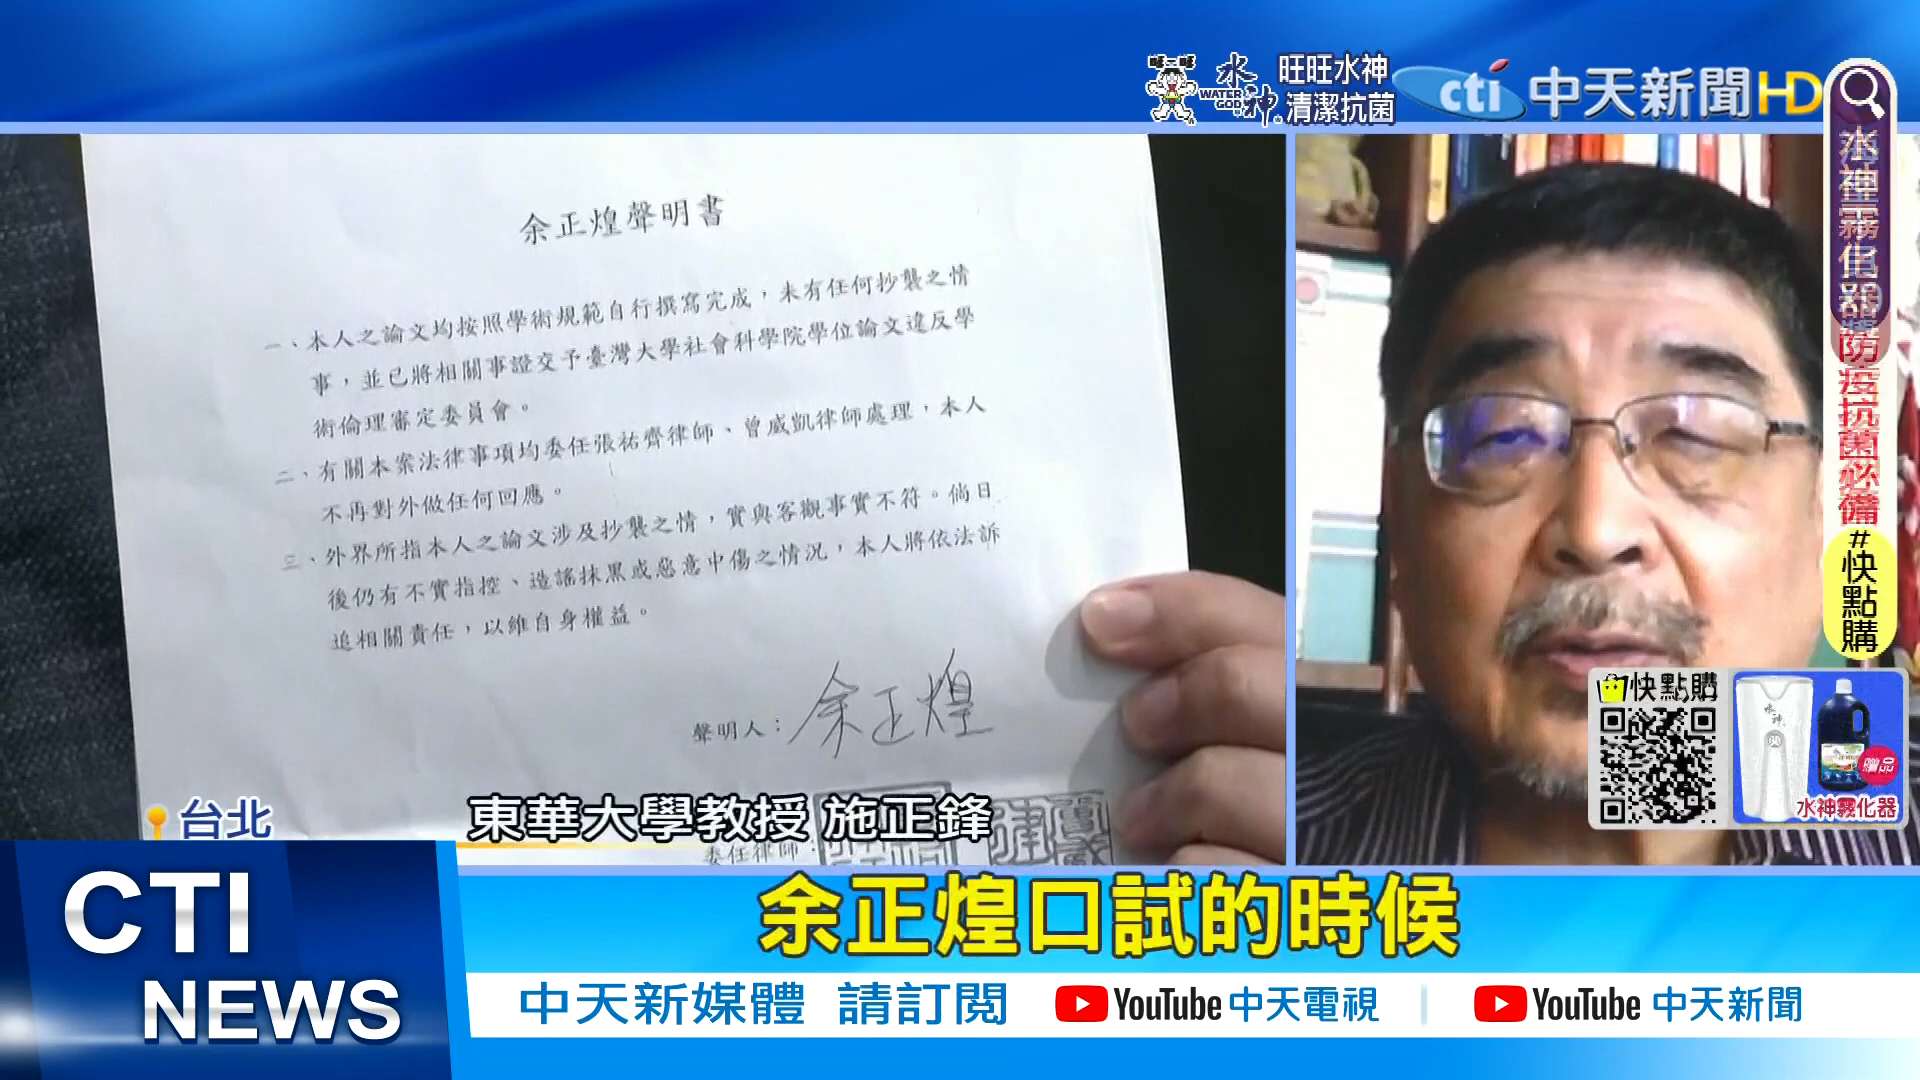 旺旺水神
清潔抗菌
水神
WATER GOD
cti 中天新聞HD
余正煌聲明書
一、本人之論文均按照學術規範自行撰寫完成，未有任何抄襲之情
事，並已將相關事證交予臺灣大學社會科學院學位論文違反學
術倫理審定委員會。
二、有關本案法律事項均委任張祐齊律師、曾威凱律師處理，本人
不再對外做任何回應。
三、外界所指本人之論文涉及抄襲之情，實與客觀事實不符。倘日
後仍有不實指控、造謠抹黑或惡意中傷之情況，本人將依法訴
追相關責任，以維自身權益。
聲明人：余正煌
委任律師：
防疫抗菌必備
#快點購
快點購
水神
贈品
水神霧化器
台北
東華大學教授 施正鋒
余正煌口試的時候
CTI
NEWS
中天新媒體 請訂閱 YouTube 中天電視 | YouTube 中天新聞